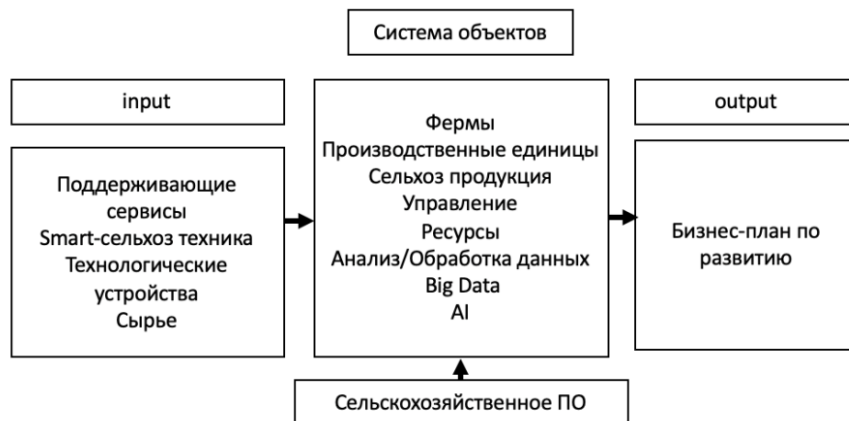 Система объектов
input
Поддерживающие
сервисы
Smart-сельхоз техника
Технологические
устройства
Сырье
Фермы
Производственные единицы
Сельхоз продукция
Управление
Ресурсы
Анализ/Обработка данных
Big Data
AI
output
Бизнес-план по
развитию
Сельскохозяйственное ПО